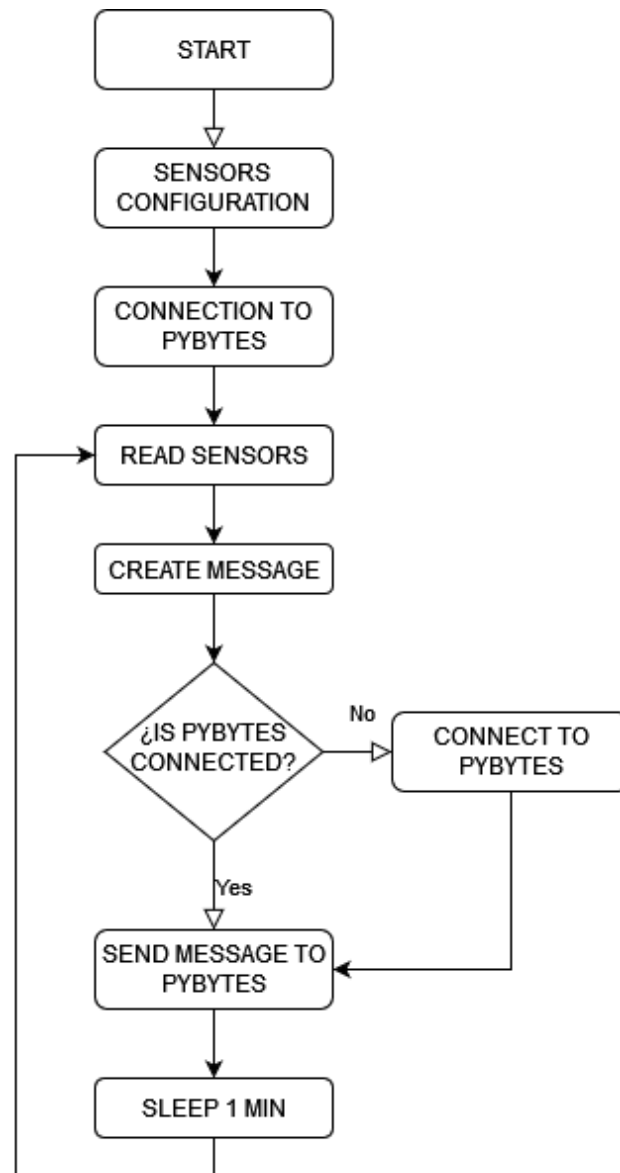 START
SENSORS
CONFIGURATION
CONNECTION TO
PYBYTES
READ SENSORS
CREATE MESSAGE
¿IS PYBYTES
CONNECTED?
No
CONNECT TO
PYBYTES
Yes
SEND MESSAGE TO
PYBYTES
SLEEP 1 MIN